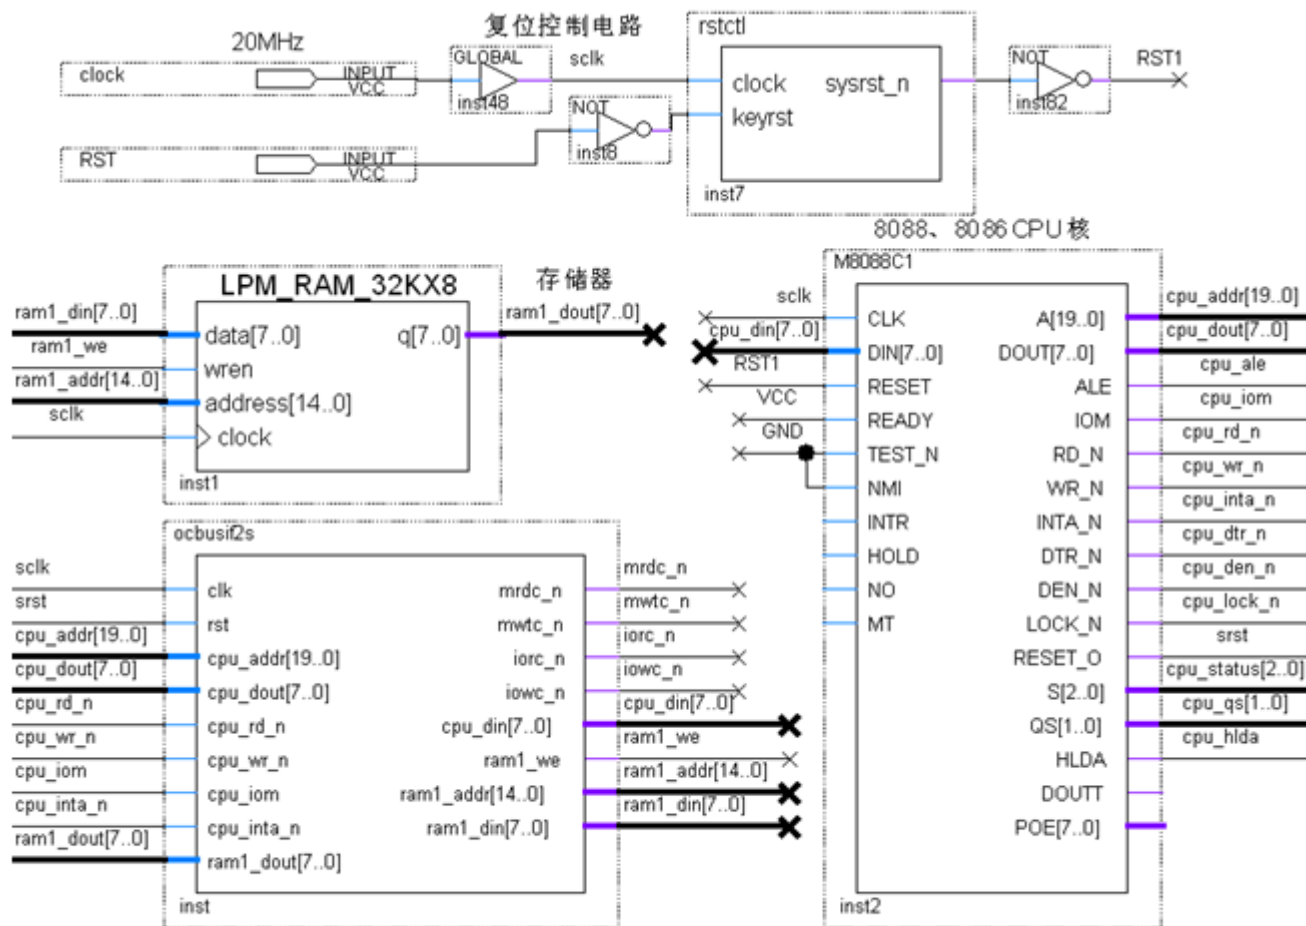 复位控制电路
20MHz
clock
INPUT
VCC
GLOBAL
inst48
sclk
RST
INPUT
VCC
NOT
inst8
rstctl
clock
sysrst_n
keyrst
inst7
NOT
inst82
RST1
存储器
LPM_RAM_32KX8
ram1_din[7..0]
ram1_we
ram1_addr[14..0]
sclk
data[7..0]
q[7..0]
wren
address[14..0]
clock
inst1
ram1_dout[7..0]
8088、8086 CPU 核
M8088C1
sclk
cpu_din[7..0]
RST1
VCC
GND
CLK
DIN[7..0]
RESET
READY
TEST_N
NMI
INTR
HOLD
NO
MT
A[19..0]
DOUT[7..0]
ALE
IOM
RD_N
WR_N
INTA_N
DTR_N
DEN_N
LOCK_N
RESET_O
S[2..0]
QS[1..0]
HLDA
DOUTT
POE[7..0]
cpu_addr[19..0]
cpu_dout[7..0]
cpu_ale
cpu_iom
cpu_rd_n
cpu_wr_n
cpu_inta_n
cpu_dtr_n
cpu_den_n
cpu_lock_n
srst
cpu_status[2..0]
cpu_qs[1..0]
cpu_hlda
inst2
ocbusif2s
sclk
srst
cpu_addr[19..0]
cpu_dout[7..0]
cpu_rd_n
cpu_wr_n
cpu_iom
cpu_inta_n
ram1_dout[7..0]
clk
rst
cpu_addr[19..0]
cpu_dout[7..0]
cpu_rd_n
cpu_wr_n
cpu_iom
cpu_inta_n
ram1_dout[7..0]
mrdc_n
mwtc_n
iorc_n
iowc_n
cpu_din[7..0]
ram1_we
ram1_addr[14..0]
ram1_din[7..0]
mrdc_n
mwtc_n
iorc_n
iowc_n
cpu_din[7..0]
ram1_we
ram1_addr[14..0]
ram1_din[7..0]
inst